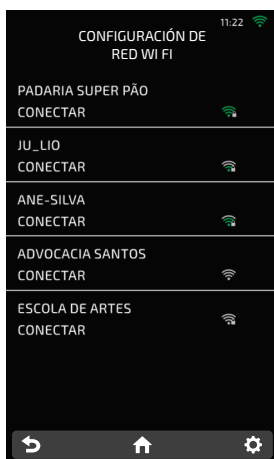 11:22
CONFIGURACIÓN DE
RED WI FI
PADARIA SUPER PÃO
CONECTAR
JU_LIO
CONECTAR
ANE-SILVA
CONECTAR
ADVOCACIA SANTOS
CONECTAR
ESCOLA DE ARTES
CONECTAR